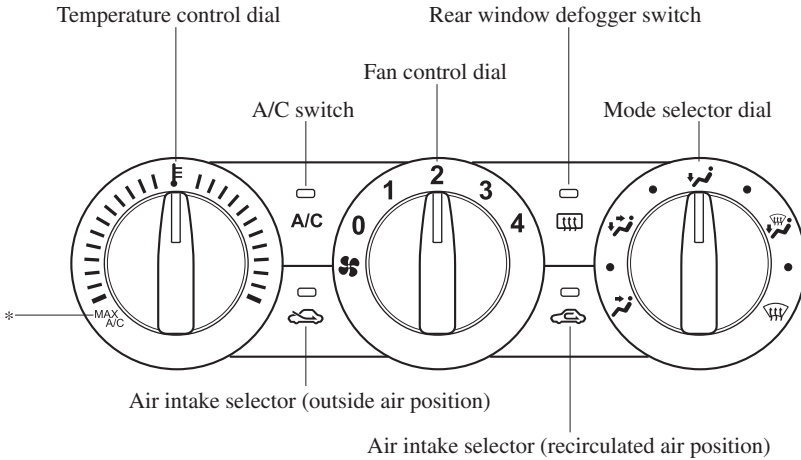 Temperature control dial
Rear window defogger switch
Fan control dial
A/C switch
Mode selector dial
0
1
2
3
4
A/C
*
MAX
A/C
Air intake selector (outside air position)
Air intake selector (recirculated air position)